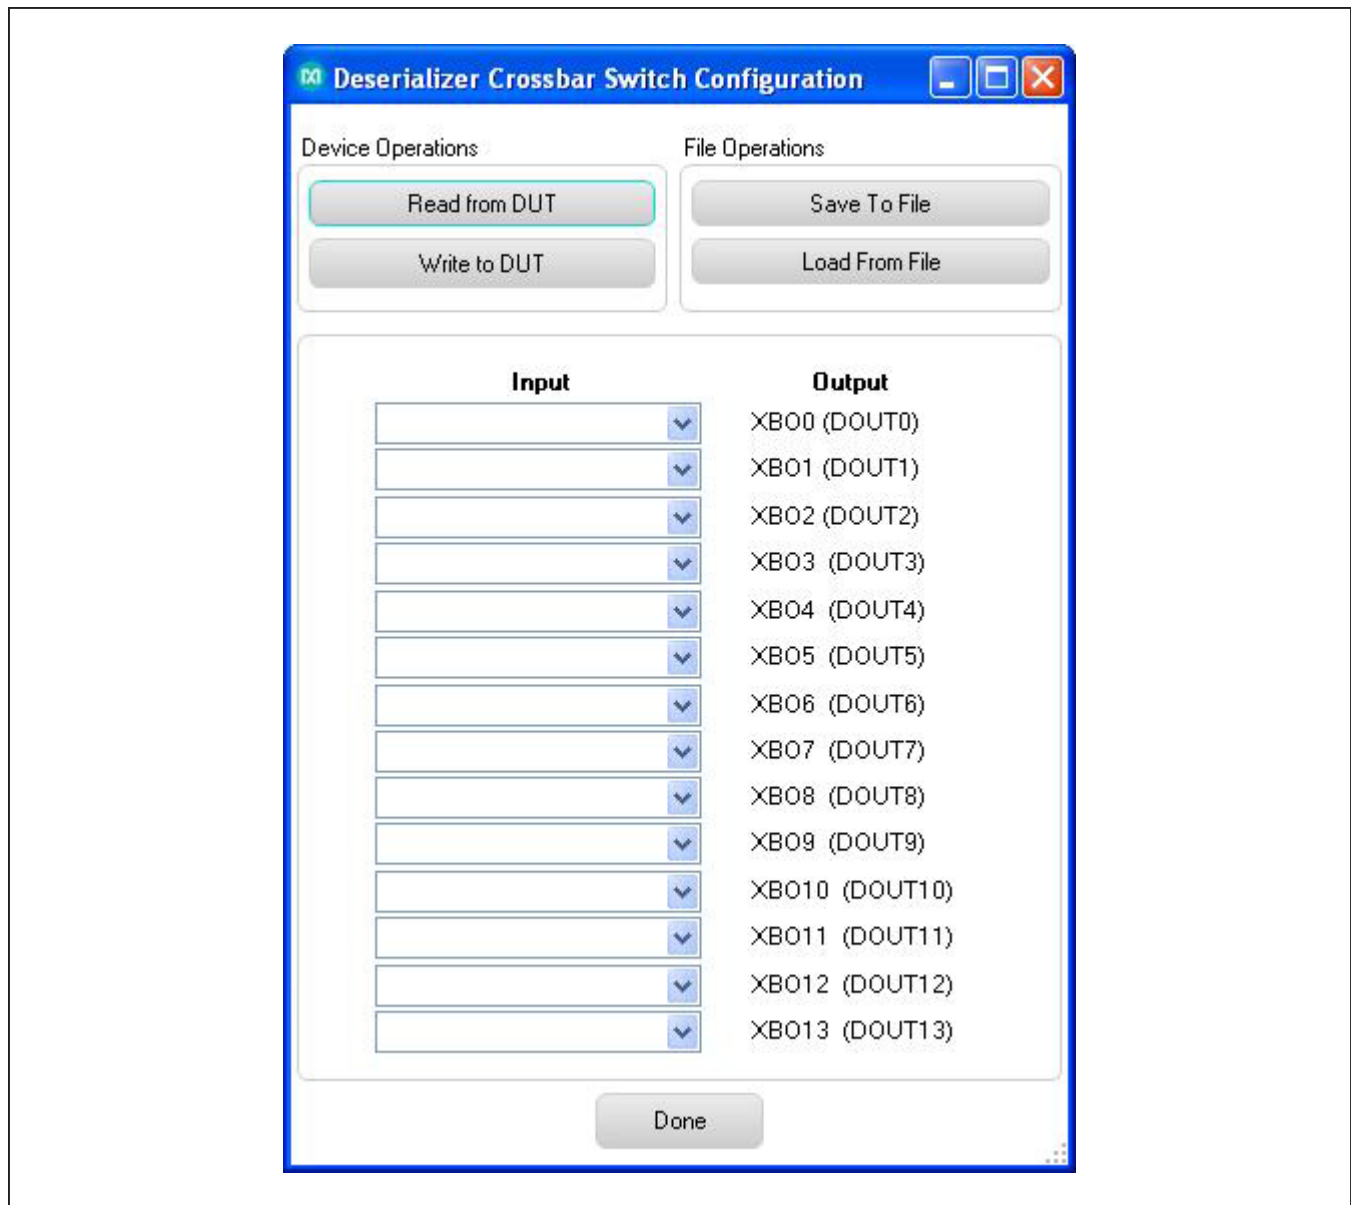 Deserializer Crossbar Switch Configuration
Device Operations
File Operations
Read from DUT
Save To File
Write to DUT
Load From File
Input
Output
XBO0 (DOUT0)
XBO1 (DOUT1)
XBO2 (DOUT2)
XBO3 (DOUT3)
XBO4 (DOUT4)
XBO5 (DOUT5)
XBO6 (DOUT6)
XBO7 (DOUT7)
XBO8 (DOUT8)
XBO9 (DOUT9)
XBO10 (DOUT10)
XBO11 (DOUT11)
XBO12 (DOUT12)
XBO13 (DOUT13)
Done